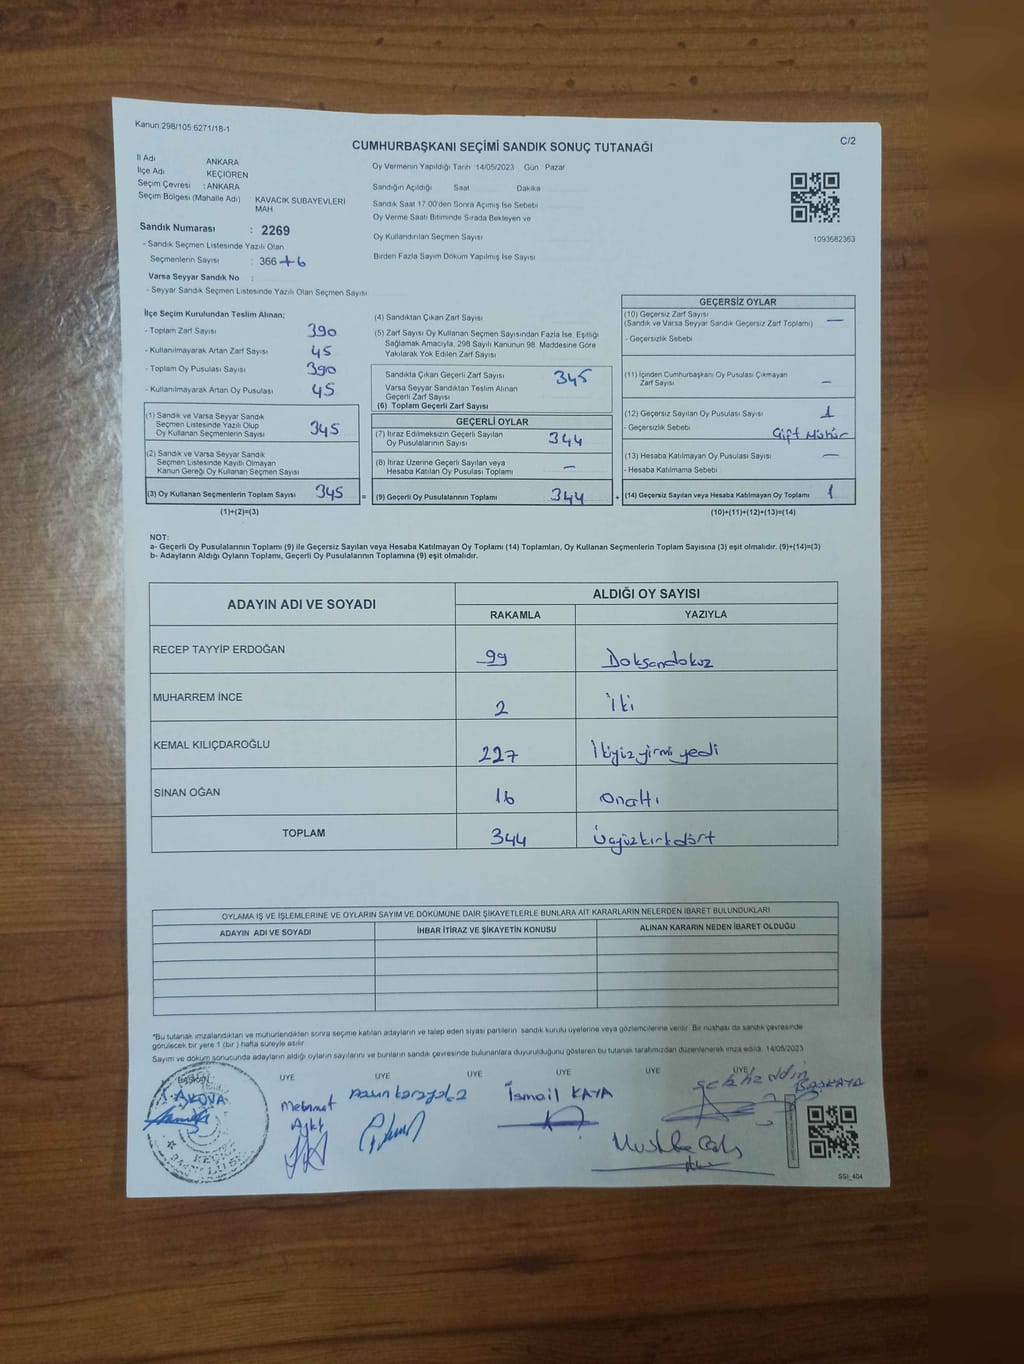 Kanun.298/105.6271/18-1
C/2
CUMHURBAŞKANI SEÇİMİ SANDIK SONUÇ TUTANAĞI
İl Adı ANKARA
İlçe Adı KEÇİÖREN
Seçim Çevresi : ANKARA
Seçim Bölgesi (Mahalle Adı) KAVACIK SUBAYEVLERİ MAH
Sandık Numarası : 2269
- Sandık Seçmen Listesinde Yazılı Olan
Seçmenlerin Sayısı : 366 +6
Varsa Seyyar Sandık No :
- Seyyar Sandık Seçmen Listesinde Yazılı Olan Seçmen Sayısı
Oy Vermenin Yapıldığı Tarih 14/05/2023 Gün Pazar
Sandığın Açıldığı Saat Dakika
Sandık Saat 17:00'den Sonra Açmış İse Sebebi
Oy Verme Saati Bitiminde Sırada Bekleyen ve
Oy Kullandırılan Seçmen Sayısı
Birden Fazla Sayım Döküm Yapılmış İse Sayısı
1093682363
İlçe Seçim Kurulundan Teslim Alınan;
- Toplam Zarf Sayısı 390
- Kullanılmayarak Artan Zarf Sayısı 45
- Toplam Oy Pusulası Sayısı 390
- Kullanılmayarak Artan Oy Pusulası 45
(1) Sandık ve Varsa Seyyar Sandık
Seçmen Listesinde Yazılı Olup
Oy Kullanan Seçmenlerin Sayısı 345
(2) Sandık ve Varsa Seyyar Sandık
Seçmen Listesinde Kayıtlı Olmayan
Kanun Gereği Oy Kullanan Seçmen Sayısı
(3) Oy Kullanan Seçmenlerin Toplam Sayısı 345 =
(1)+(2)=(3)
(4) Sandıktan Çıkan Zarf Sayısı
(5) Zarf Sayısı Oy Kullanan Seçmen Sayısından Fazla İse, Eşitliği
Sağlamak Amacıyla, 298 Sayılı Kanunun 98. Maddesine Göre
Yakılarak Yok Edilen Zarf Sayısı
Sandıkla Çıkan Geçerli Zarf Sayısı 345
Varsa Seyyar Sandıktan Teslim Alınan
Geçerli Zarf Sayısı
(6) Toplam Geçerli Zarf Sayısı
GEÇERLİ OYLAR
(7) İtiraz Edilmeksizin Geçerli Sayılan
Oy Pusulalarının Sayısı 344
(8) İtiraz Üzerine Geçerli Sayılan veya
Hesaba Katılan Oy Pusulası Toplamı —
(9) Geçerli Oy Pusulalarının Toplamı 344 +
GEÇERSİZ OYLAR
(10) Geçersiz Zarf Sayısı
(Sandık ve Varsa Seyyar Sandık Geçersiz Zarf Toplamı) —
- Geçersizlik Sebebi
(11) İçinden Cumhurbaşkanı Oy Pusulası Çıkmayan
Zarf Sayısı —
(12) Geçersiz Sayılan Oy Pusulası Sayısı 1
- Geçersizlik Sebebi : Çift Mühür
(13) Hesaba Katılmayan Oy Pusulası Sayısı —
- Hesaba Katılmama Sebebi
(14) Geçersiz Sayılan veya Hesaba Katılmayan Oy Toplamı 1
(10)+(11)+(12)+(13)=(14)
NOT:
a- Geçerli Oy Pusulalarının Toplamı (9) ile Geçersiz Sayılan veya Hesaba Katılmayan Oy Toplamı (14) Toplamları, Oy Kullanan Seçmenlerin Toplam Sayısına (3) eşit olmalıdır. (9)+(14)=(3)
b- Adayların Aldığı Oyların Toplamı, Geçerli Oy Pusulalarının Toplamına (9) eşit olmalıdır.
ADAYIN ADI VE SOYADI ALDIĞI OY SAYISI
RAKAMLA YAZIYLA
RECEP TAYYİP ERDOĞAN 99 Doksandokuz
MUHARREM İNCE 2 İki
KEMAL KILIÇDAROĞLU 227 İkiyüzyirmi yedi
SİNAN OĞAN 16 onaltı
TOPLAM 344 Üçyüzkırkdört
OYLAMA İŞ VE İŞLEMLERİNE VE OYLARIN SAYIM VE DÖKÜMÜNE DAİR ŞİKAYETLERLE BUNLARA AİT KARARLARIN NELERDEN İBARET BULUNDUKLARI
ADAYIN ADI VE SOYADI İHBAR İTİRAZ VE ŞİKAYETİN KONUSU ALINAN KARARIN NEDEN İBARET OLDUĞU
*Bu tutanak imzalandıktan ve mühürlendikten sonra seçime katılan adayların ve talep eden siyasi partilerin sandık kurulu üyelerine veya gözlemcilerine verilir. Bir nüshası da sandık çevresinde
görülecek bir yere 1 (bir) hafta süreyle asılır.
Sayım ve döküm sonucunda adayların aldığı oyların sayılarını ve bunların sandık çevresinde bulunanlara duyurulduğunu gösteren bu tutanak tarafımızdan düzenlenerek imza edildi. 14/05/2023
ÜYE ÜYE ÜYE ÜYE ÜYE ÜYE
AKOVA
Mehmet
İsmail KAYA
BAŞKAYA
SSI_404